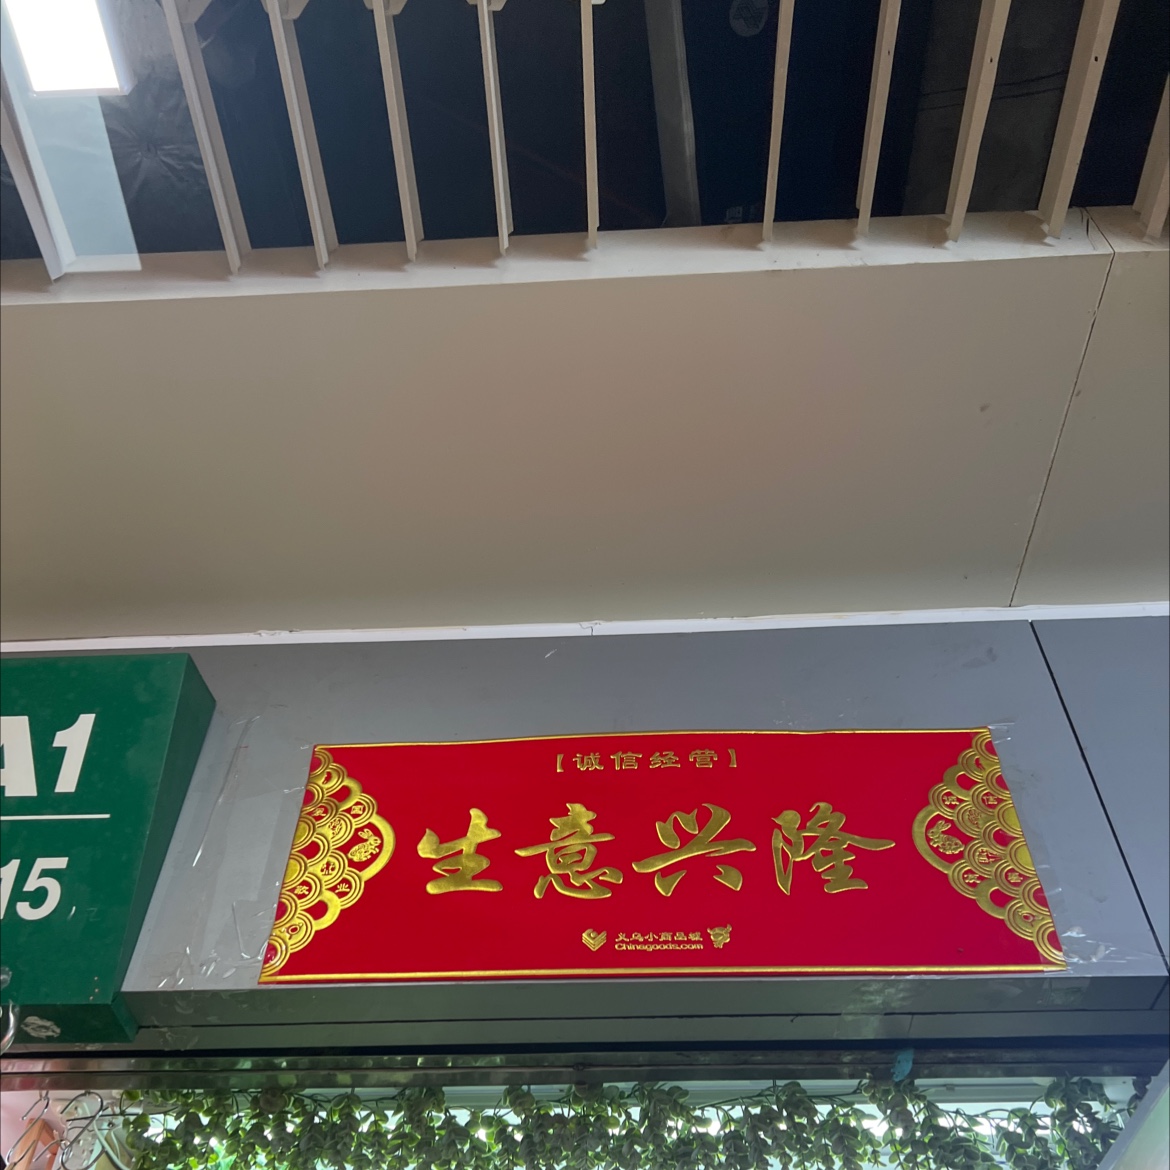 A1
15
【诚信经营】
生意兴隆
义乌小商品城
Chinagoods.com